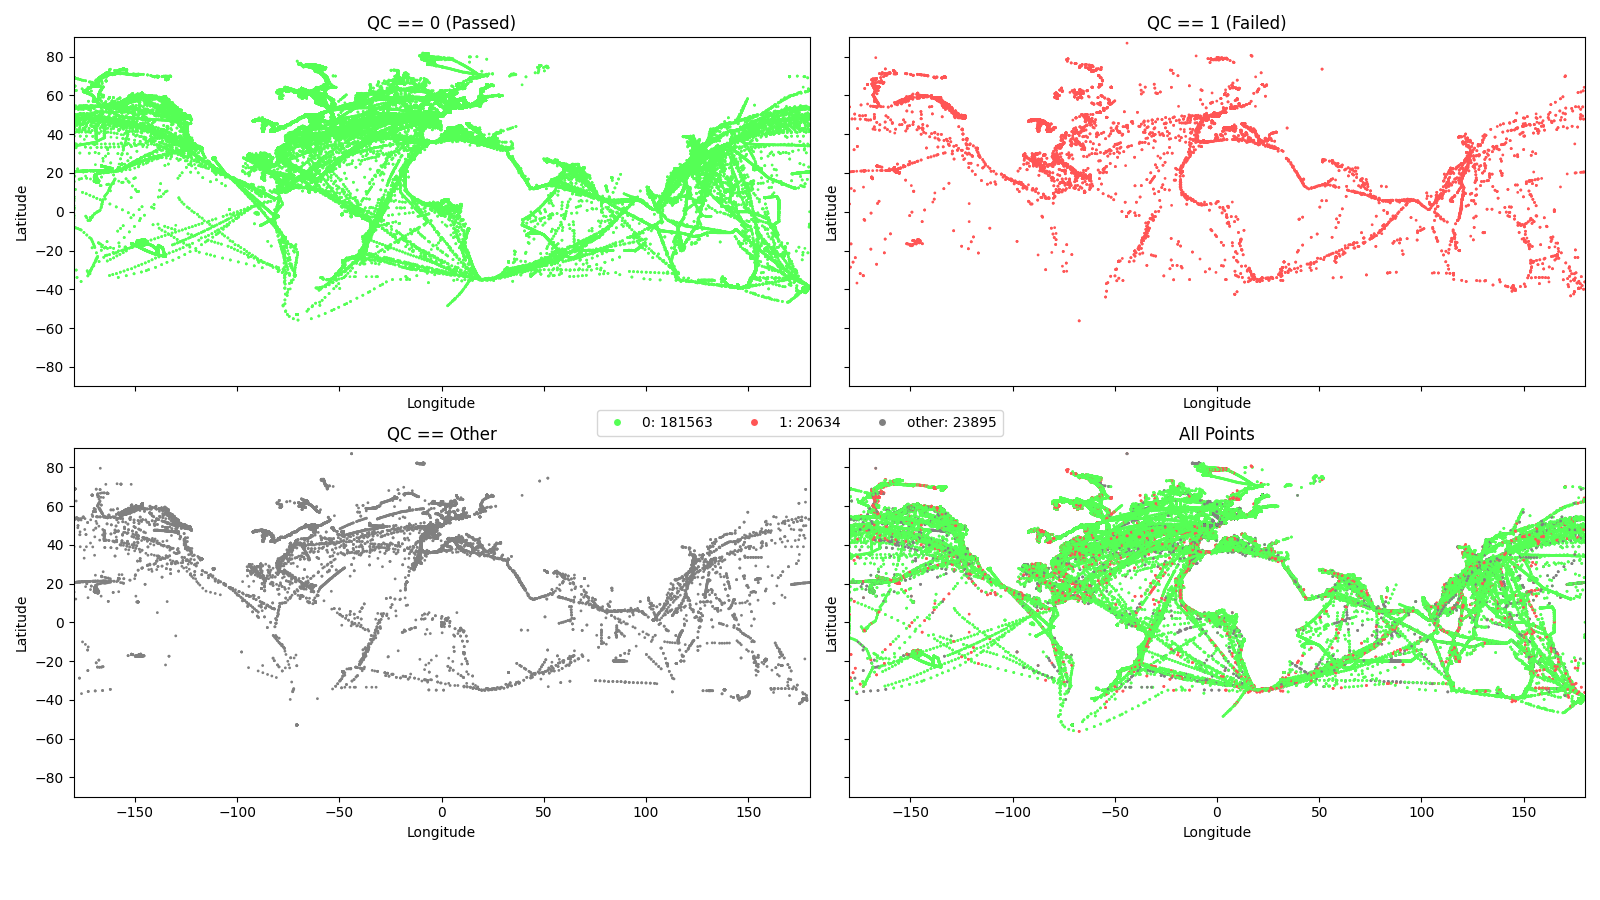 QC == 0 (Passed)
QC == 1 (Failed)
Latitude
80
60
40
20
0
−20
−40
−60
−80
Longitude
Latitude
Longitude
0: 181563 1: 20634 other: 23895
QC == Other
All Points
Latitude
80
60
40
20
0
−20
−40
−60
−80
−150 −100 −50 0 50 100 150
Longitude
Latitude
−150 −100 −50 0 50 100 150
Longitude